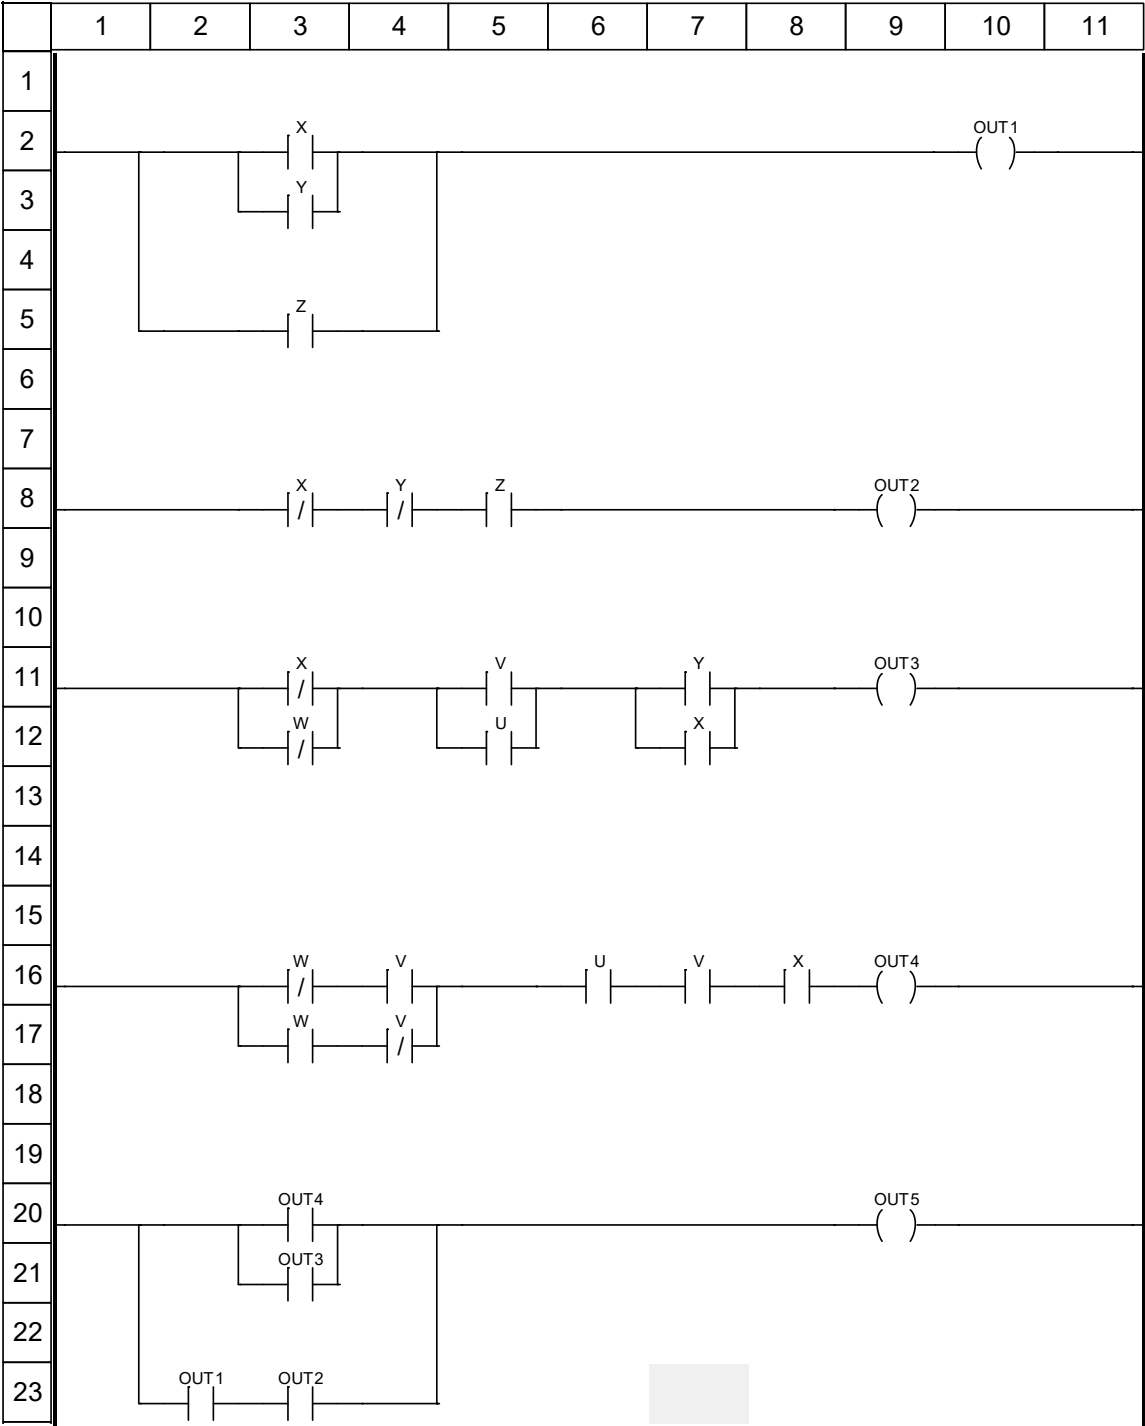 1 2 3 4 5 6 7 8 9 10 11
1
X OUT1
2
Y
3
4
Z
5
6
7
X Y Z OUT2
8
/ /
9
10
X V Y OUT3
11
/
W U X
12
/
13
14
15
W V U V X OUT4
16
/
W V
17
/
18
19
OUT4 OUT5
20
OUT3
21
22
OUT1 OUT2
23